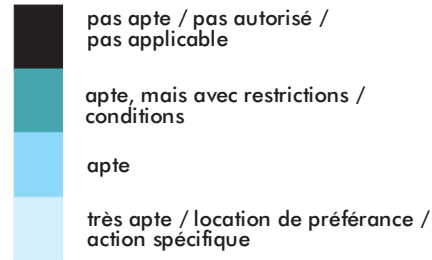 pas apte / pas autorisé /
pas applicable
apte, mais avec restrictions /
conditions
apte
très apte / location de préférance /
action spécifique